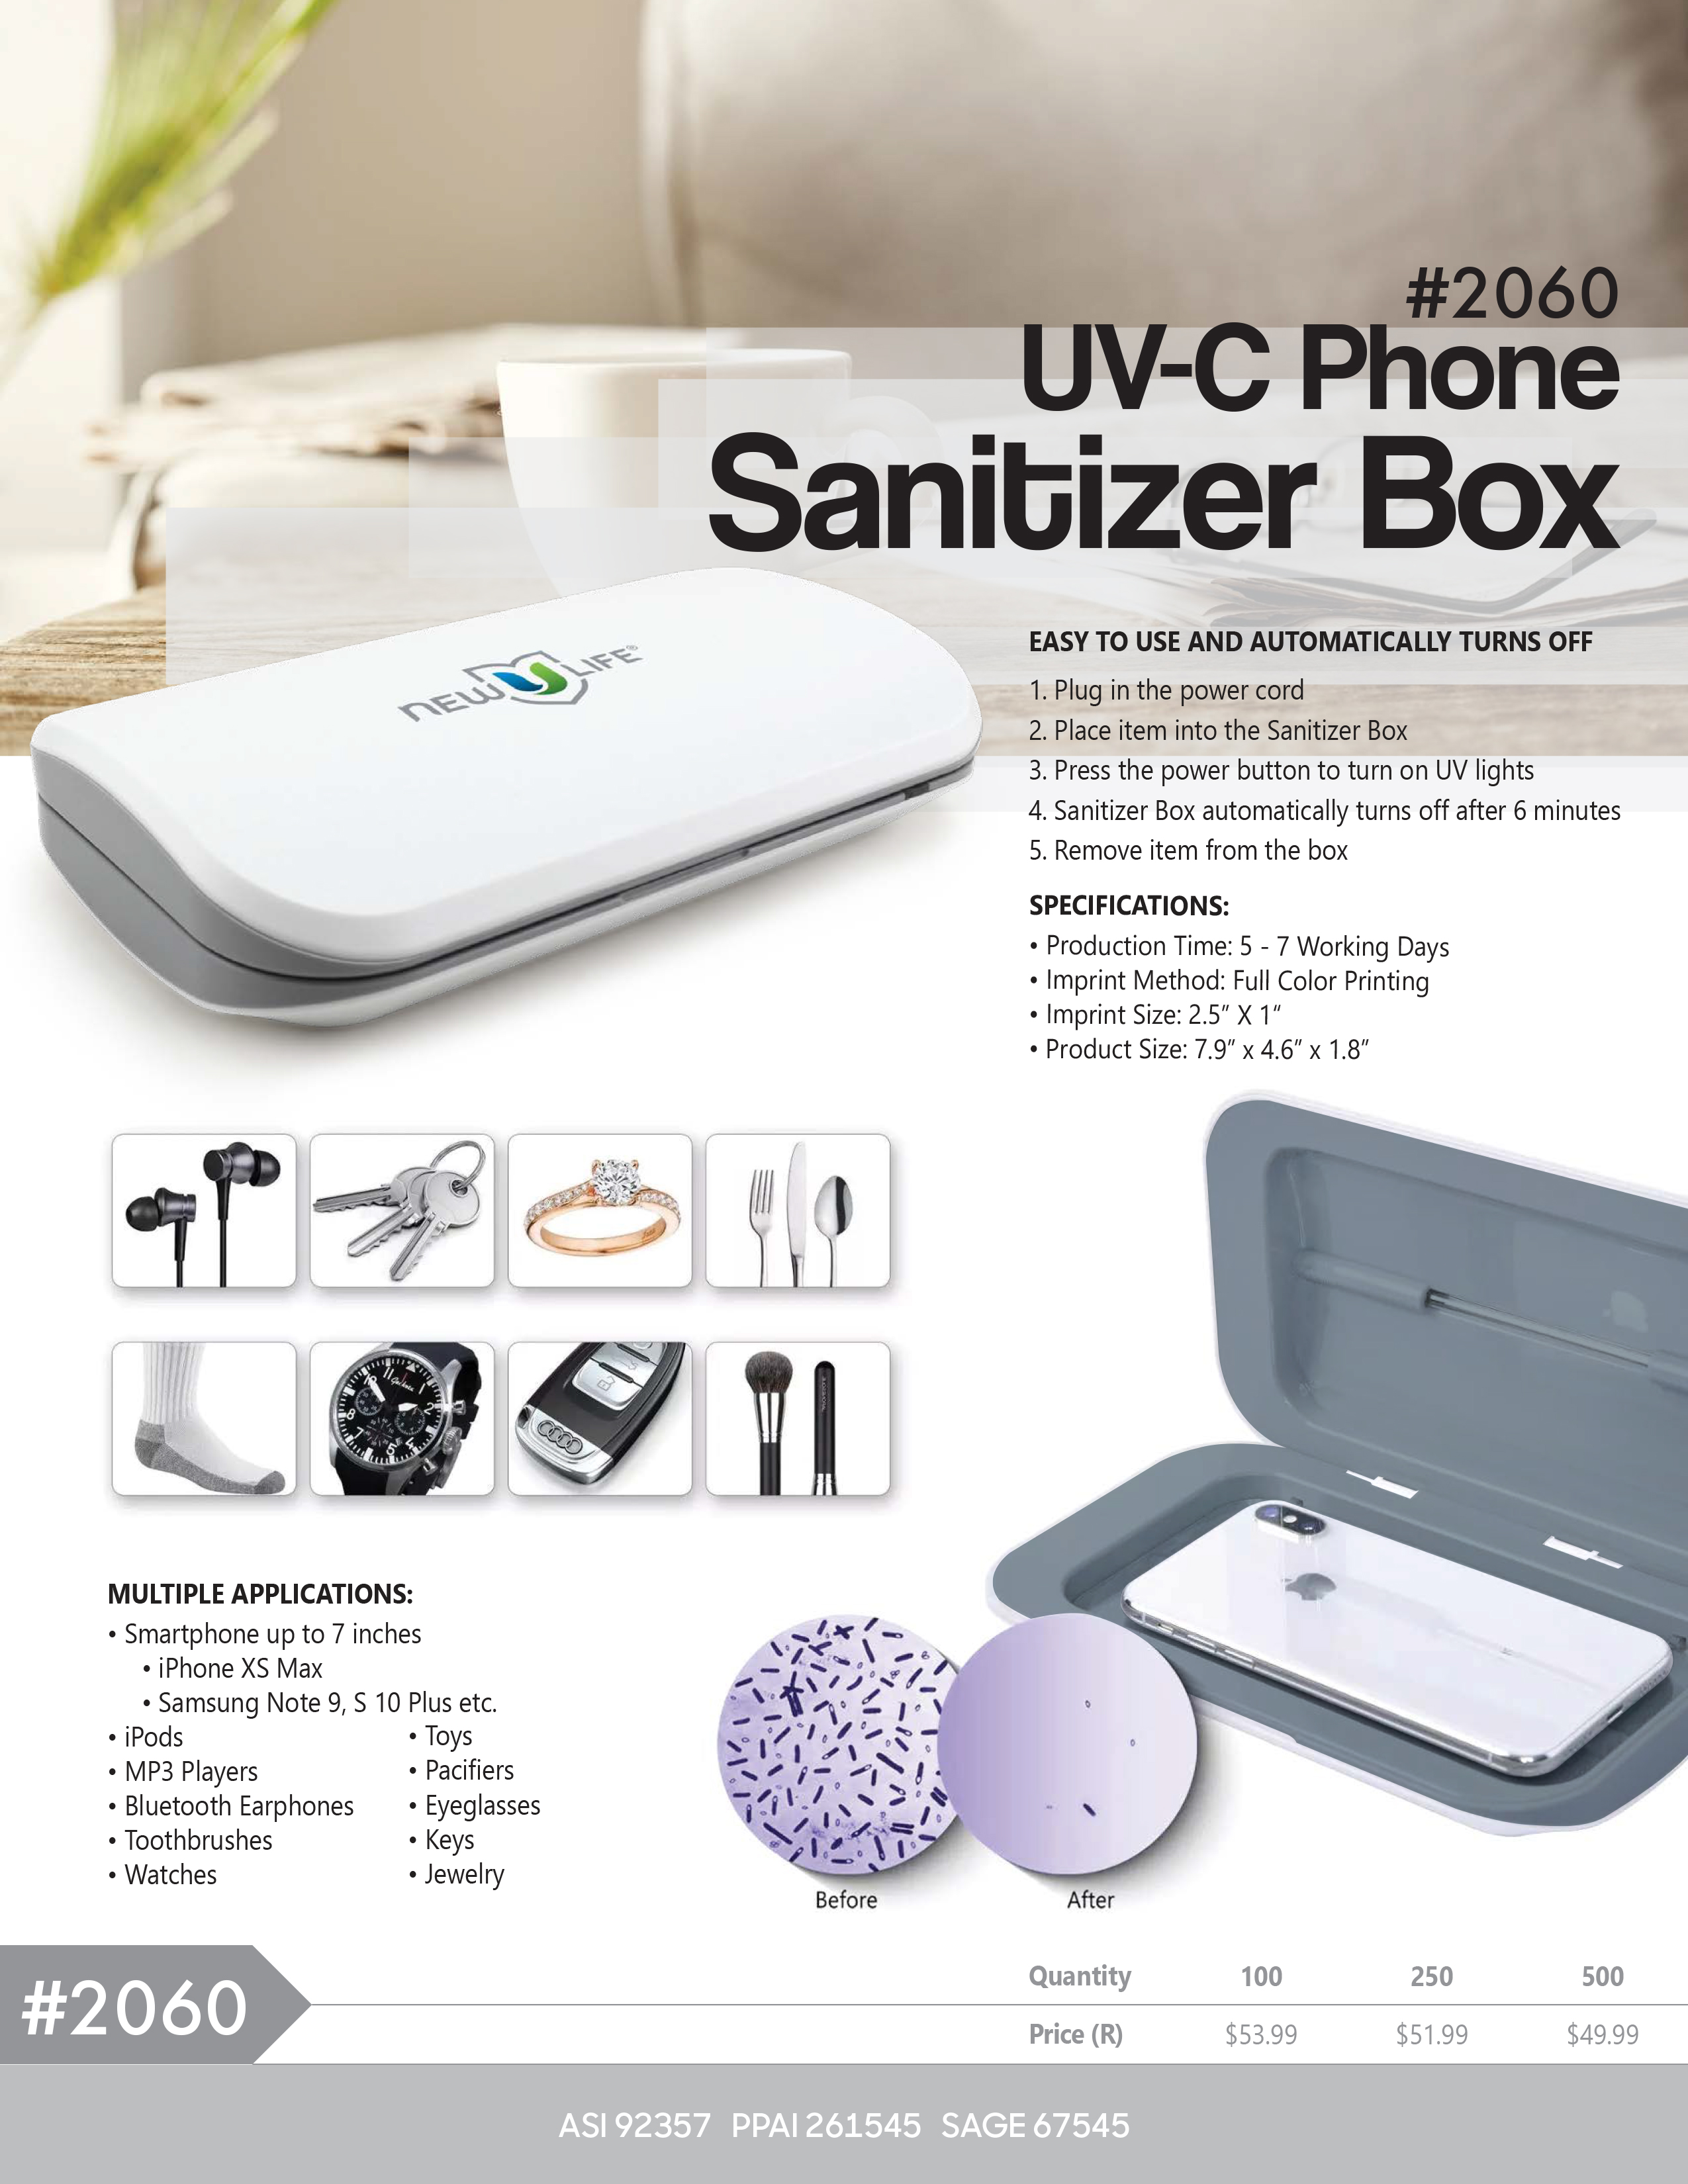 #2060
UV-C Phone
Sanitizer Box
NEW LIFE®
EASY TO USE AND AUTOMATICALLY TURNS OFF
1. Plug in the power cord
2. Place item into the Sanitizer Box
3. Press the power button to turn on UV lights
4. Sanitizer Box automatically turns off after 6 minutes
5. Remove item from the box
SPECIFICATIONS:
• Production Time: 5 - 7 Working Days
• Imprint Method: Full Color Printing
• Imprint Size: 2.5” X 1“
• Product Size: 7.9” x 4.6” x 1.8”
MULTIPLE APPLICATIONS:
• Smartphone up to 7 inches
• iPhone XS Max
• Samsung Note 9, S 10 Plus etc.
• iPods
• MP3 Players
• Bluetooth Earphones
• Toothbrushes
• Watches
• Toys
• Pacifiers
• Eyeglasses
• Keys
• Jewelry
Before
After
#2060
Quantity 100 250 500
Price (R) $53.99 $51.99 $49.99
ASI 92357 PPAI 261545 SAGE 67545